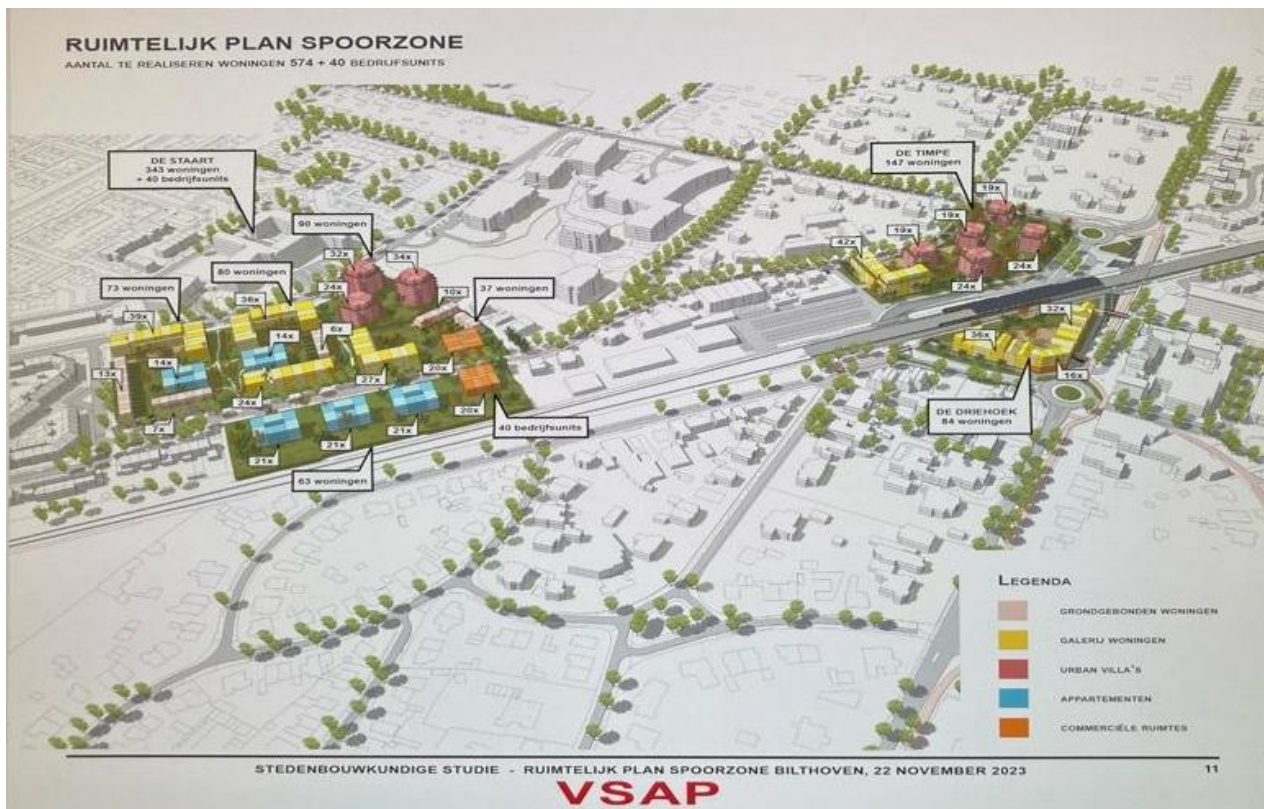 RUIMTELIJK PLAN SPOORZONE
AANTAL TE REALISEREN WONINGEN 574 + 40 BEDRIJFSUNITS
DE STAART
343 woningen
+ 40 bedrijfsunits
DE TIMPE
147 woningen
19x
90 woningen
19x
19x
32x
34x
42x
24x
24x
24x
80 woningen
73 woningen
36x
10x
37 woningen
39x
6x
14x
32x
36x
14x
13x
20x
27x
16x
24x
20x
7x
DE DRIEHOEK
84 woningen
40 bedrijfsunits
21x
21x
21x
63 woningen
LEGENDA
GRONDGEBONDEN WONINGEN
GALERIJ WONINGEN
URBAN VILLA'S
APPARTEMENTEN
COMMERCIËLE RUIMTES
STEDENBOUWKUNDIGE STUDIE - RUIMTELIJK PLAN SPOORZONE BILTHOVEN, 22 NOVEMBER 2023
11
VSAP